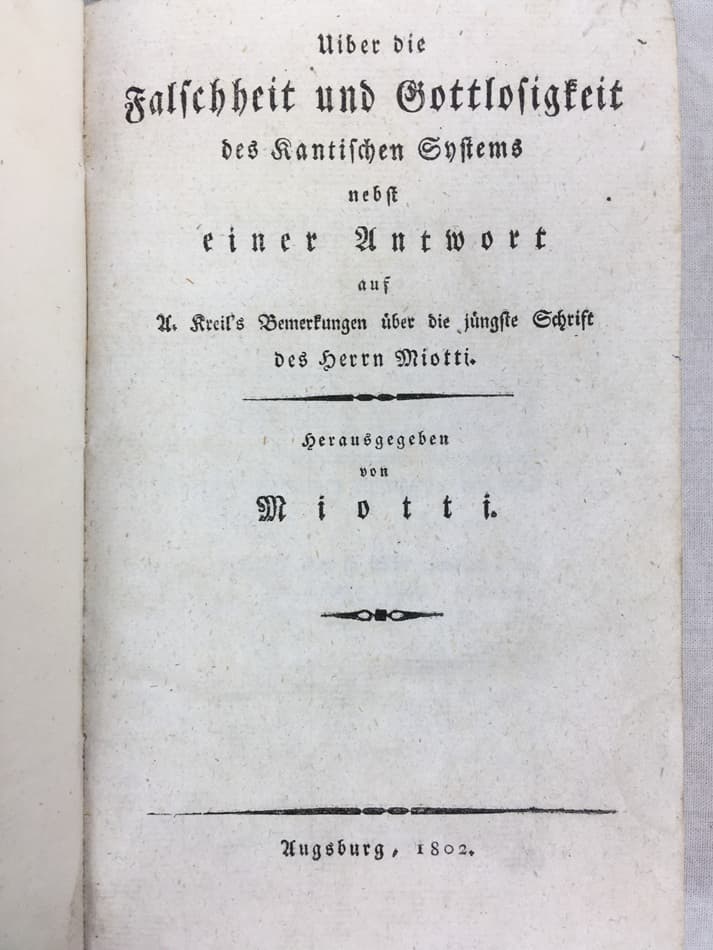 Uiber die
Falschheit und Gottlosigkeit
des Kantischen Systems
nebst
einer Antwort
auf
A. Kreil's Bemerkungen über die jüngste Schrift
des Herrn Miotti.
Herausgegeben
von
Miotti.
Augsburg, 1802.